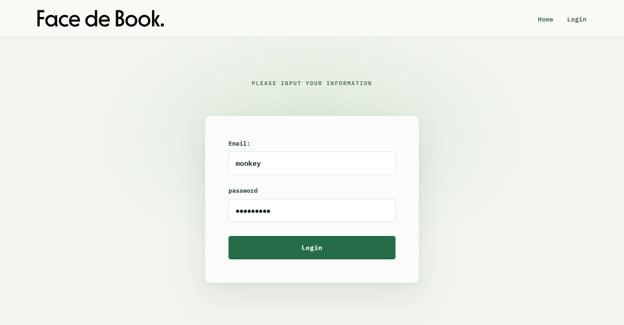 Face de Book.
Home
Login
PLEASE INPUT YOUR INFORMATION
Email:
monkey
password
●●●●●●●●●
Login